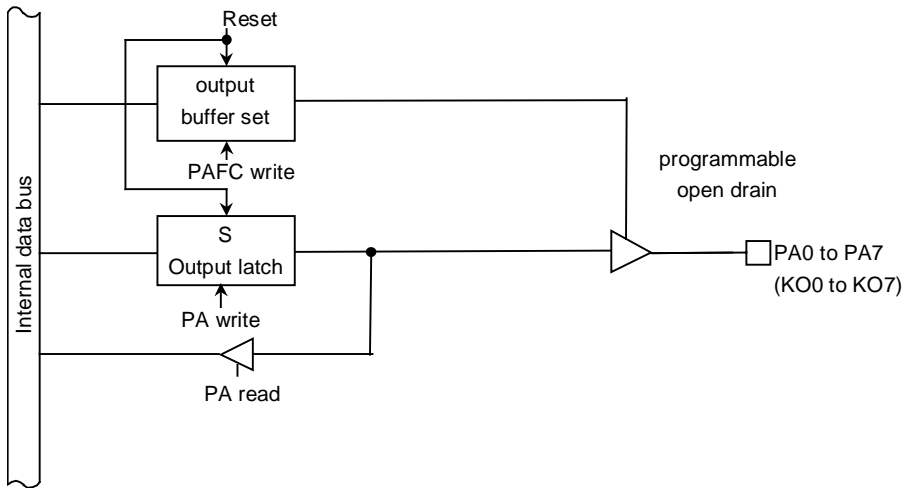 Reset
output
buffer set
PAFC write
programmable
open drain
Internal data bus
S
Output latch
PA0 to PA7
(KO0 to KO7)
PA write
PA read